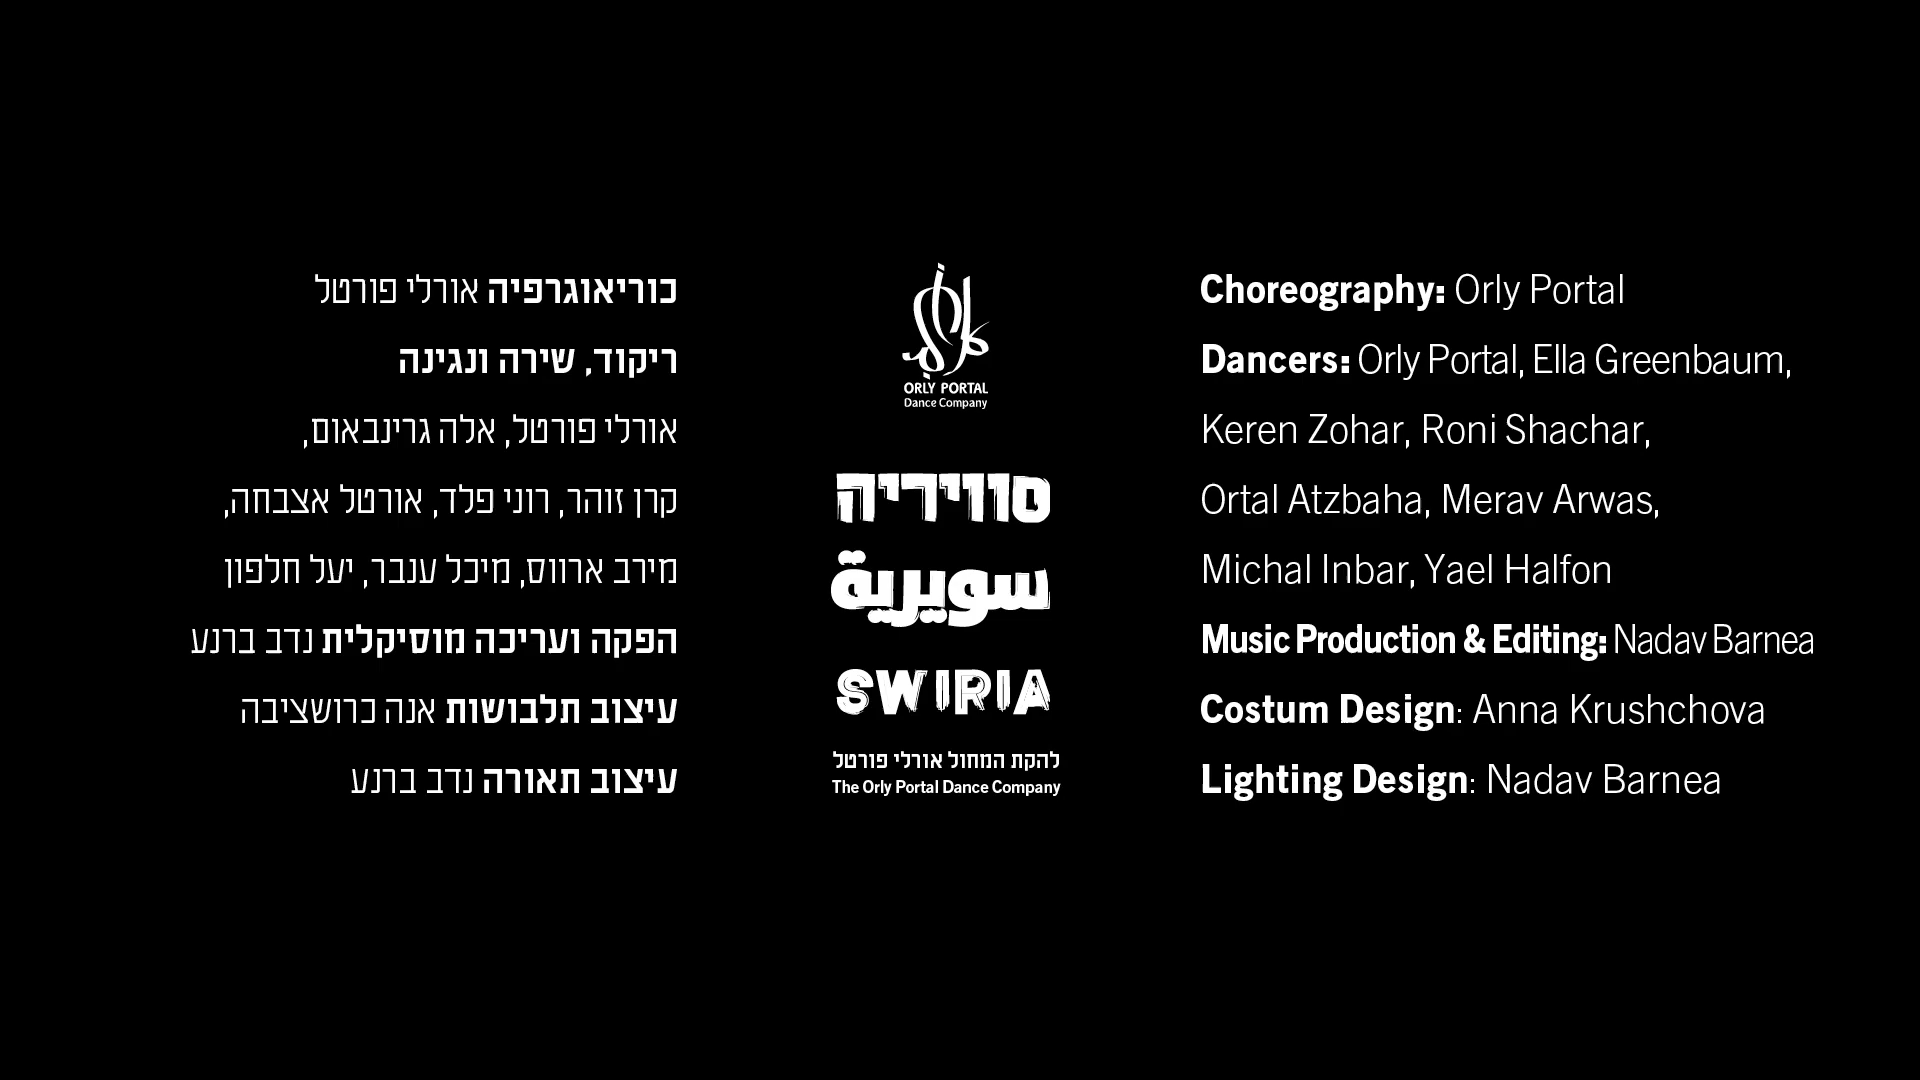 כוריאוגרפיה אורלי פורטל
ריקוד, שירה ונגינה
אורלי פורטל, אלה גרינבאום,
קרן זוהר, רוני פלד, אורטל אצבחה,
מירב ארווס, מיכל ענבר, יעל חלפון
הפקה ועריכה מוסיקלית נדב ברנע
עיצוב תלבושות אנה כרושציבה
עיצוב תאורה נדב ברנע
ORLY PORTAL
Dance Company
סוויריה
سويرية
SWIRIA
להקת המחול אורלי פורטל
The Orly Portal Dance Company
Choreography: Orly Portal
Dancers: Orly Portal, Ella Greenbaum,
Keren Zohar, Roni Shachar,
Ortal Atzbaha, Merav Arwas,
Michal Inbar, Yael Halfon
Music Production & Editing: Nadav Barnea
Costum Design: Anna Krushchova
Lighting Design: Nadav Barnea